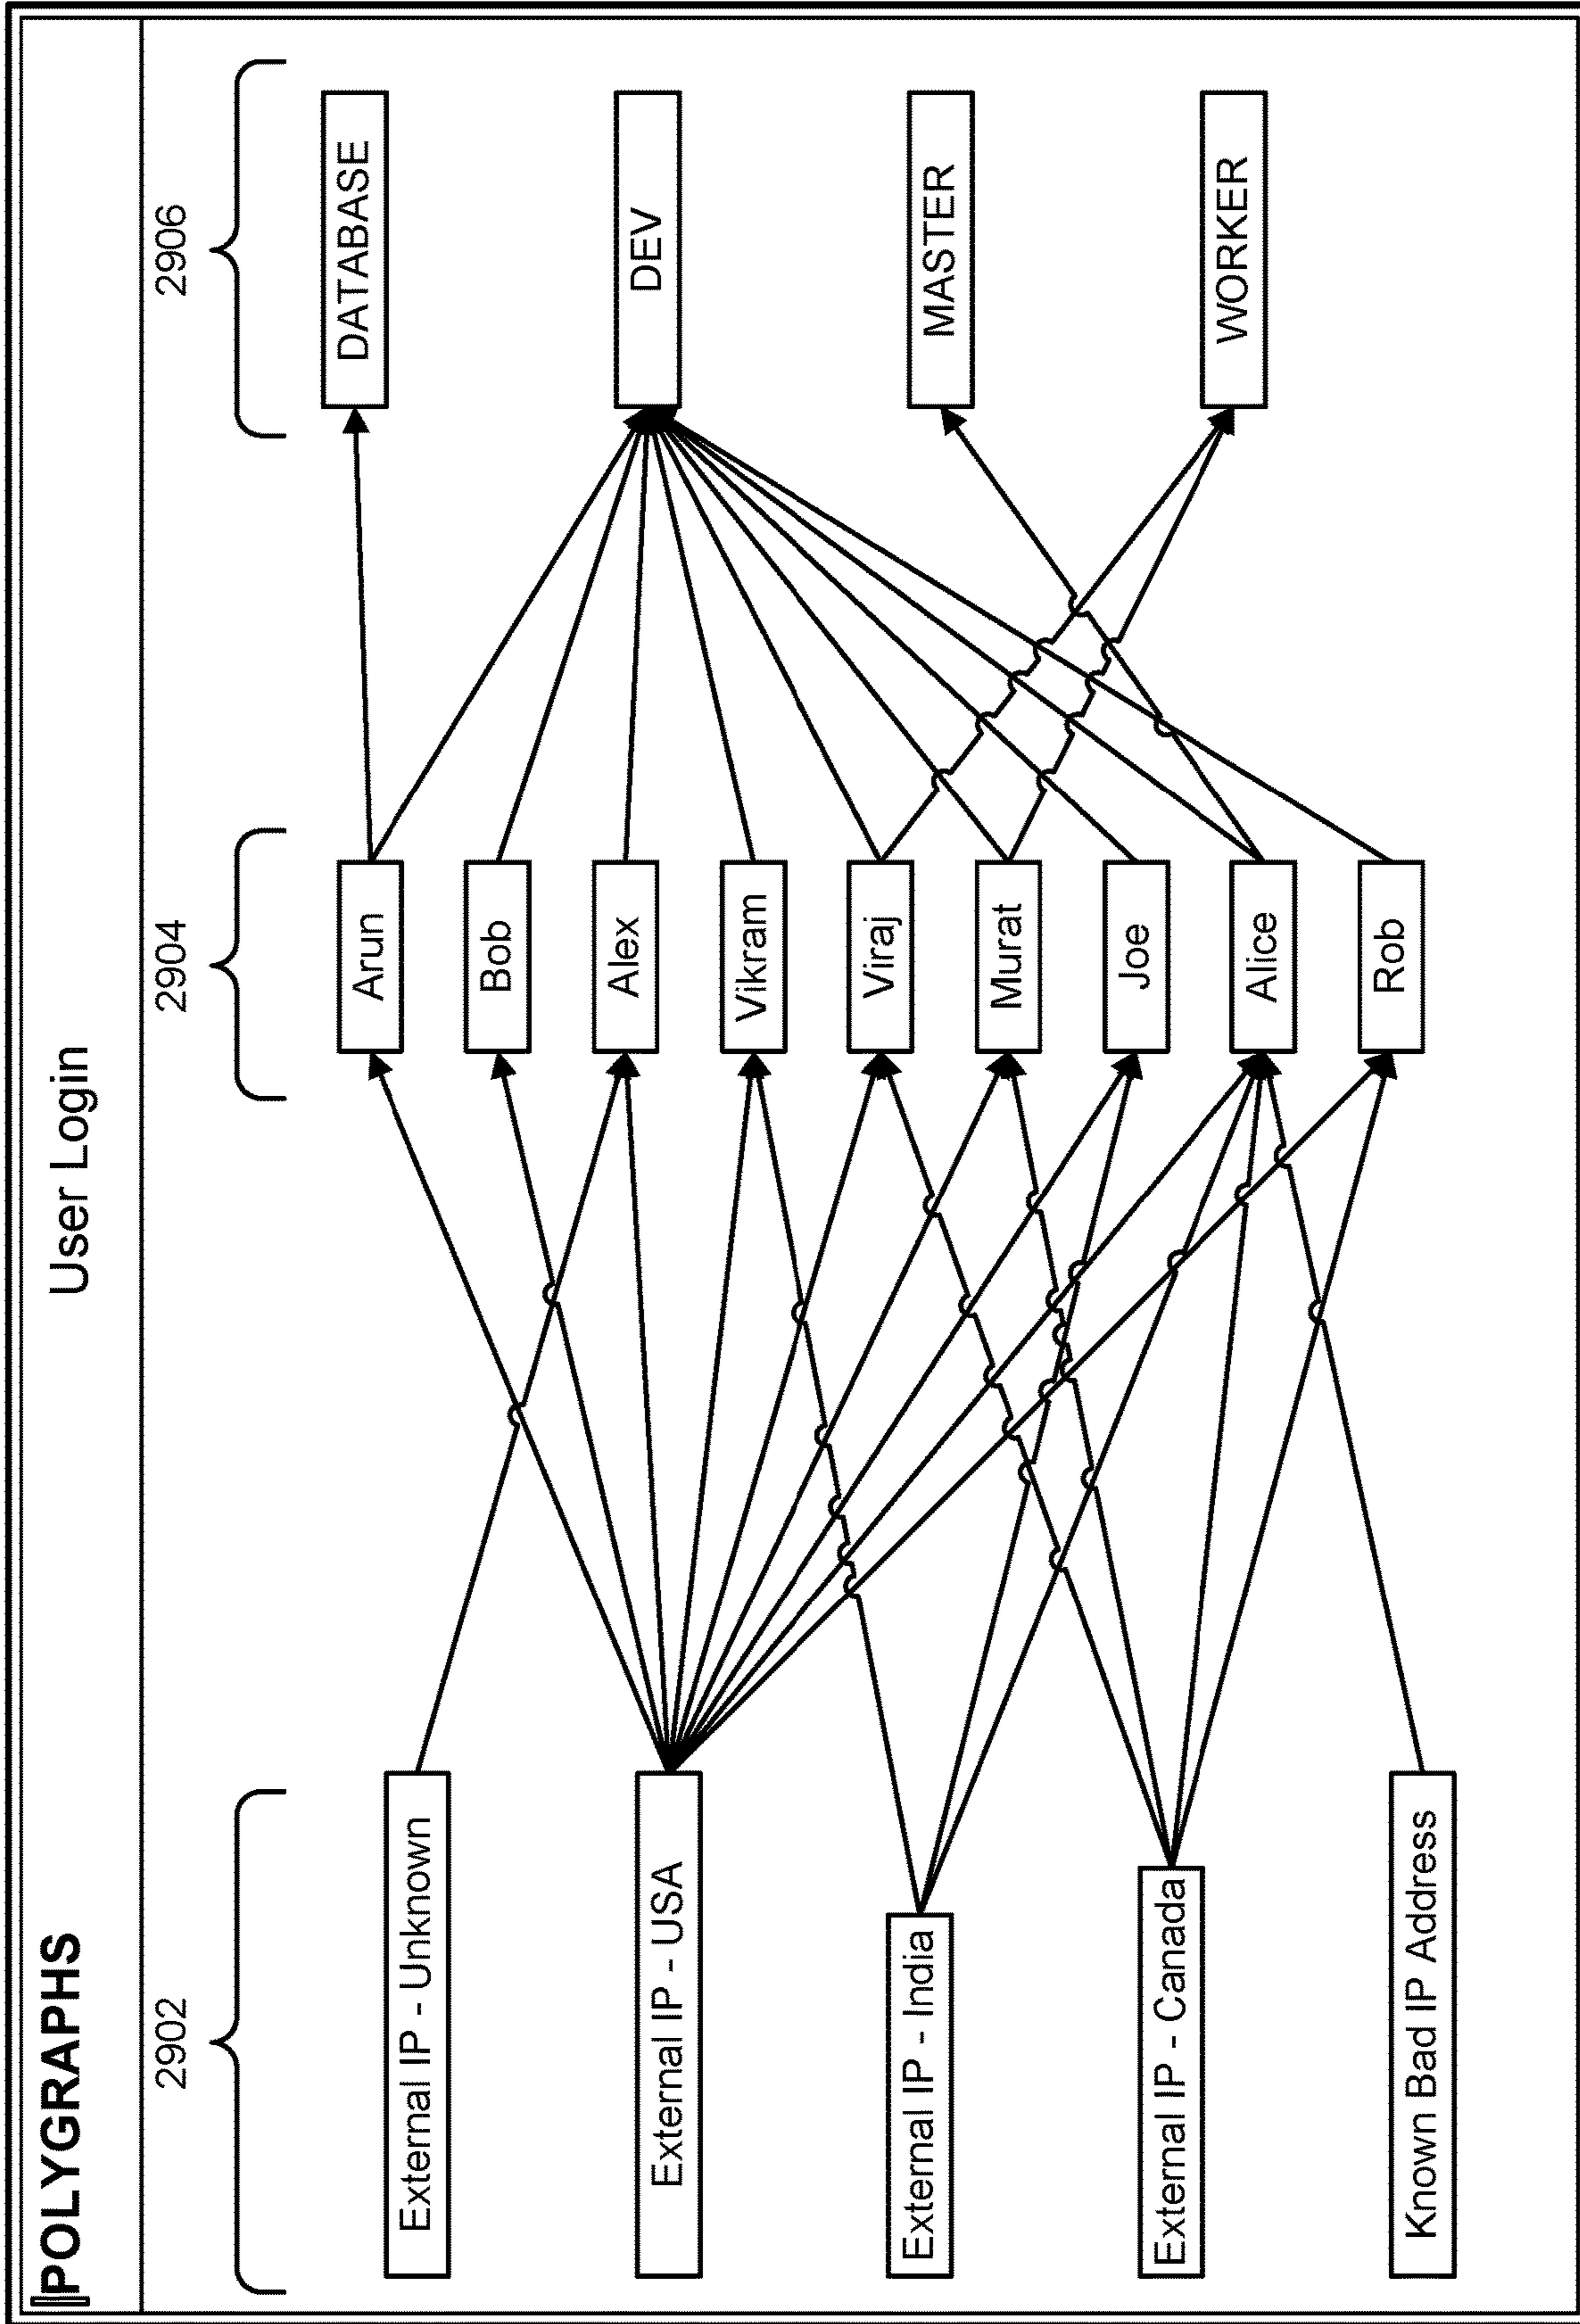 POLYGRAPHS
User Login
2902
2904
2906
External IP - Unknown
External IP - USA
External IP - India
External IP - Canada
Known Bad IP Address
Arun
Bob
Alex
Vikram
Viraj
Murat
Joe
Alice
Rob
DATABASE
DEV
MASTER
WORKER